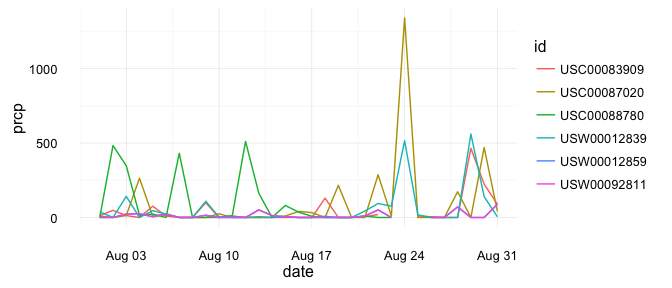 id
USC00083909
USC00087020
USC00088780
USW00012839
USW00012859
USW00092811
prcp
1000
500
0
Aug 03 Aug 10 Aug 17 Aug 24 Aug 31
date